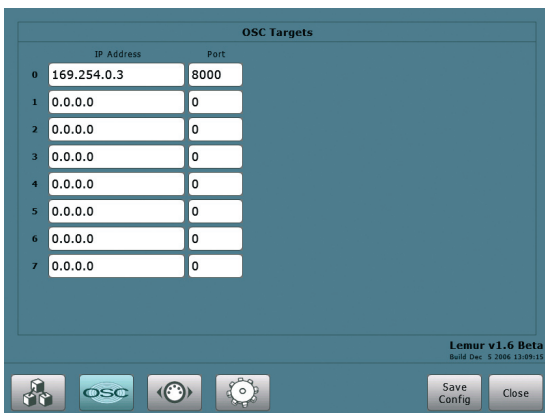 OSC Targets
IP Address Port
0 169.254.0.3 8000
1 0.0.0.0 0
2 0.0.0.0 0
3 0.0.0.0 0
4 0.0.0.0 0
5 0.0.0.0 0
6 0.0.0.0 0
7 0.0.0.0 0
Lemur v1.6 Beta
Build Dec 5 2006 13:09:15
OSC
Save
Config
Close